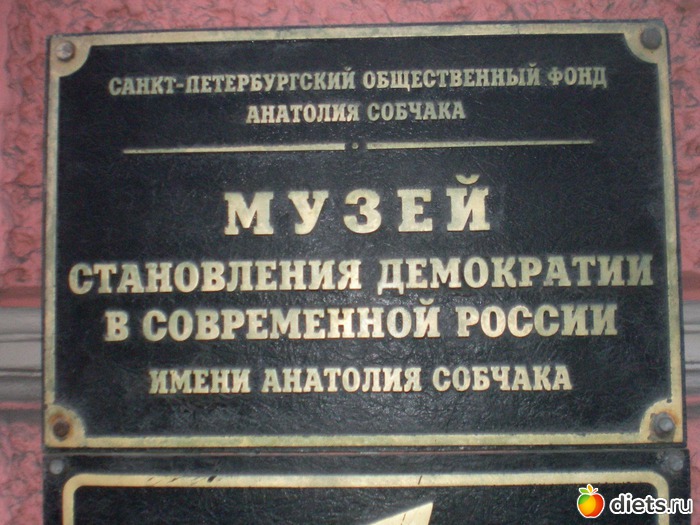 САНКТ-ПЕТЕРБУРГСКИЙ ОБЩЕСТВЕННЫЙ ФОНД
АНАТОЛИЯ СОБЧАКА
МУЗЕЙ
СТАНОВЛЕНИЯ ДЕМОКРАТИИ
В СОВРЕМЕННОЙ РОССИИ
ИМЕНИ АНАТОЛИЯ СОБЧАКА
diets.ru